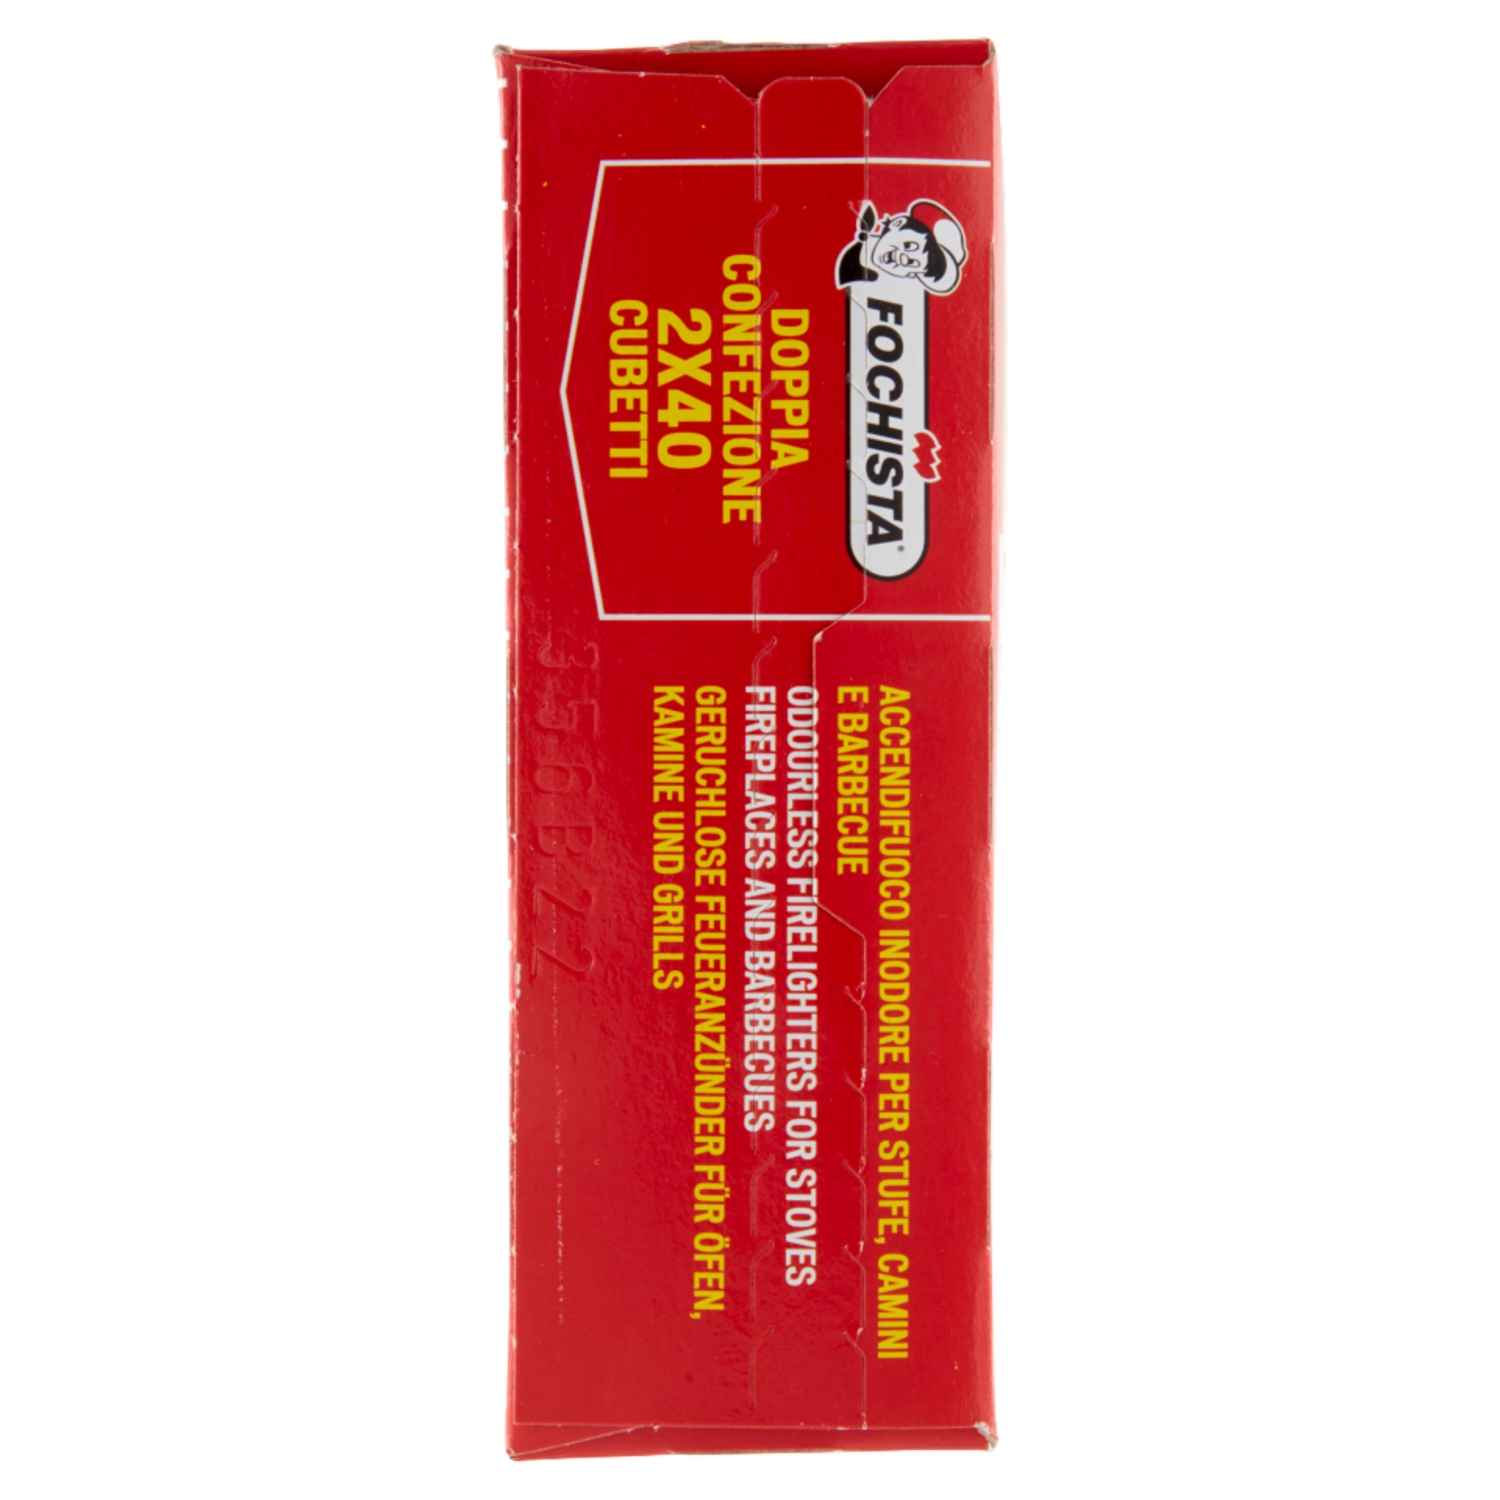 FOCHISTA®
DOPPIA
CONFEZIONE
2X40
CUBETTI
ACCENDIFUOCO INODORE PER STUFE, CAMINI
E BARBECUE
ODOURLESS FIRELIGHTERS FOR STOVES
FIREPLACES AND BARBECUES
GERUCHLOSE FEUERANZÜNDER FÜR ÖFEN,
KAMINE UND GRILLS